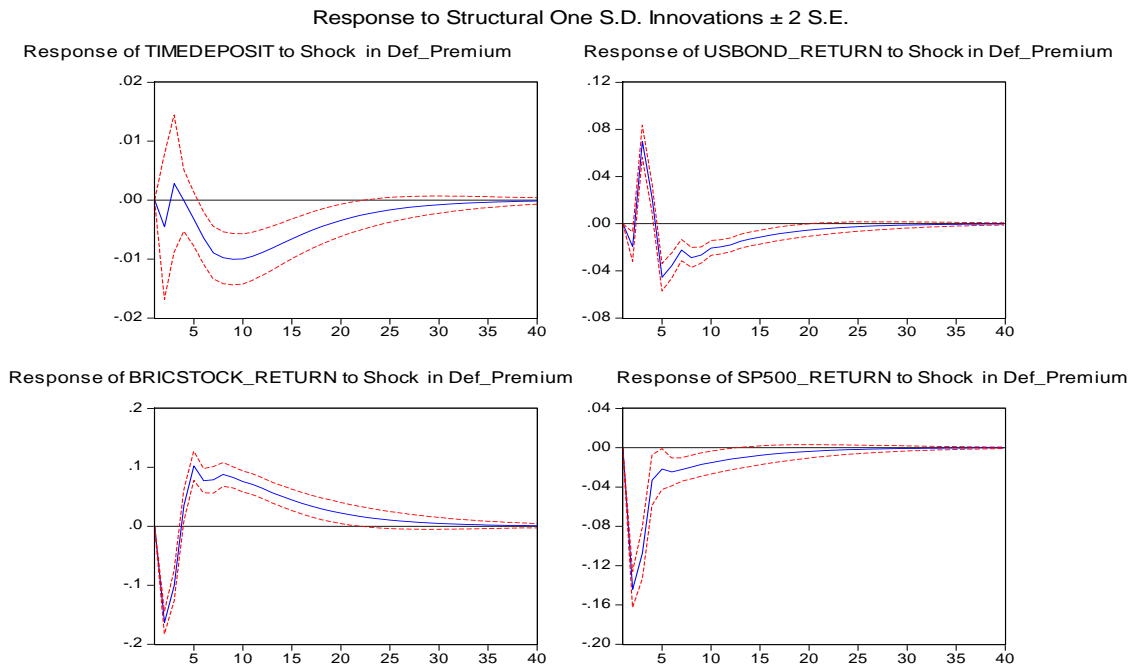 Response to Structural One S.D. Innovations ± 2 S.E.
Response of TIMEDEPOSIT to Shock in Def_Premium
.02
.01
.00
-.01
-.02
5 10 15 20 25 30 35 40
Response of USBOND_RETURN to Shock in Def_Premium
.12
.08
.04
.00
-.04
-.08
5 10 15 20 25 30 35 40
Response of BRICSTOCK_RETURN to Shock in Def_Premium
.2
.1
.0
-.1
-.2
5 10 15 20 25 30 35 40
Response of SP500_RETURN to Shock in Def_Premium
.04
.00
-.04
-.08
-.12
-.16
-.20
5 10 15 20 25 30 35 40